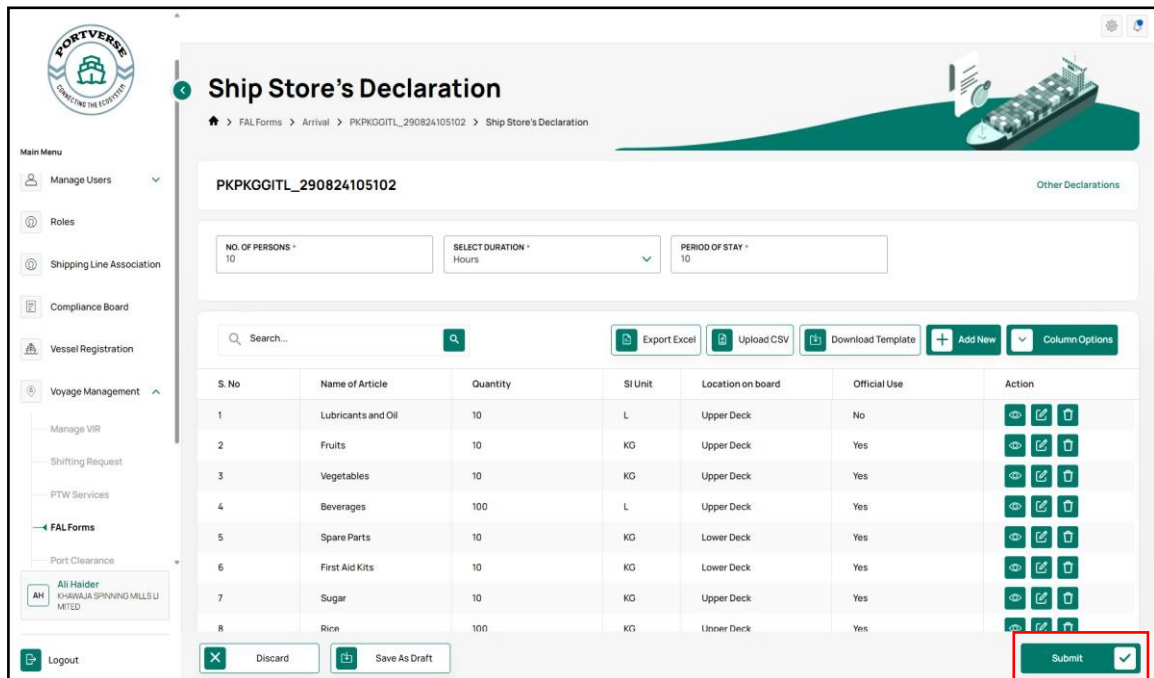 PORTVERSE
CONNECTING THE ECOSYSTEM
Main Menu
Manage Users
Roles
Shipping Line Association
Compliance Board
Vessel Registration
Voyage Management
Manage VIR
Shifting Request
PTW Services
FAL Forms
Port Clearance
AH
Ali Haider
KHAWAJA SPINNING MILLS LI
MITED
Logout
Ship Store's Declaration
> FAL Forms > Arrival > PKPKGGITL_290824105102 > Ship Store's Declaration
PKPKGGITL_290824105102 Other Declarations
NO. OF PERSONS * SELECT DURATION * PERIOD OF STAY *
10 Hours 10
Search... Export Excel Upload CSV Download Template Add New Column Options
S. No Name of Article Quantity SI Unit Location on board Official Use Action
1 Lubricants and Oil 10 L Upper Deck No
2 Fruits 10 KG Upper Deck Yes
3 Vegetables 10 KG Upper Deck Yes
4 Beverages 100 L Upper Deck Yes
5 Spare Parts 10 KG Lower Deck Yes
6 First Aid Kits 10 KG Lower Deck Yes
7 Sugar 10 KG Upper Deck Yes
8 Rice 100 KG Upper Deck Yes
Discard Save As Draft Submit